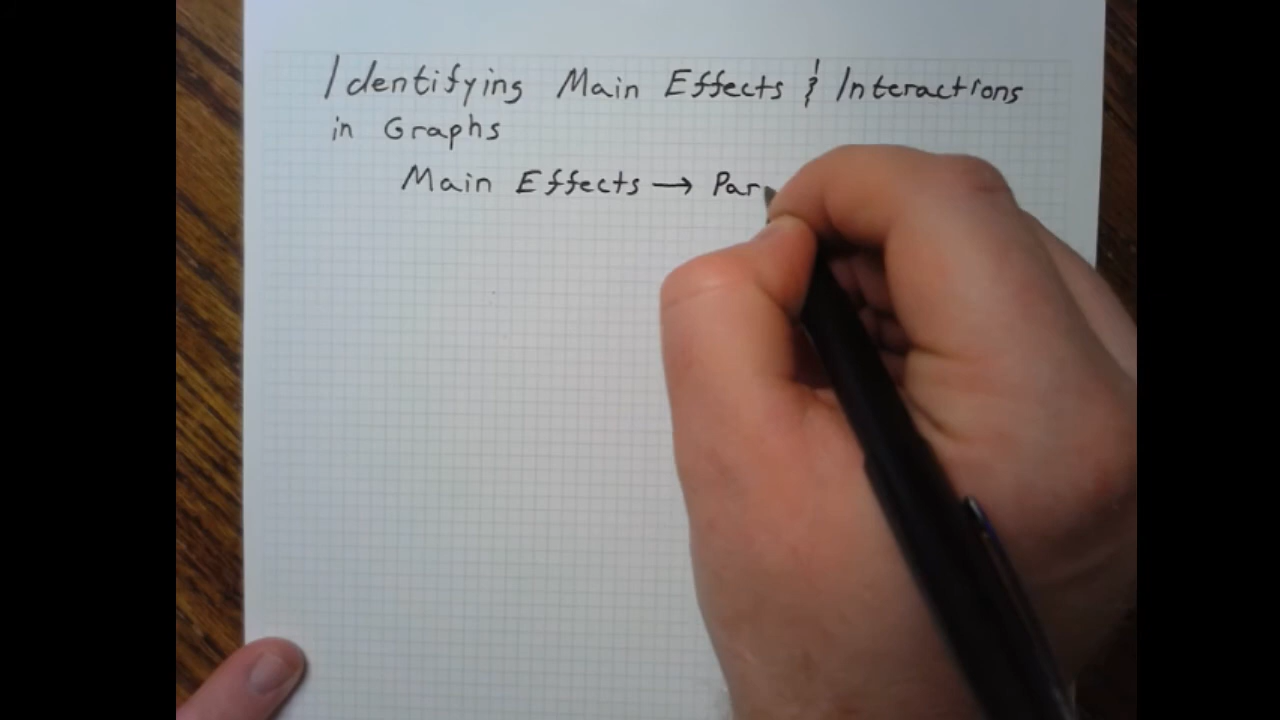 Identifying Main Effects & Interactions
in Graphs
Main Effects → Par